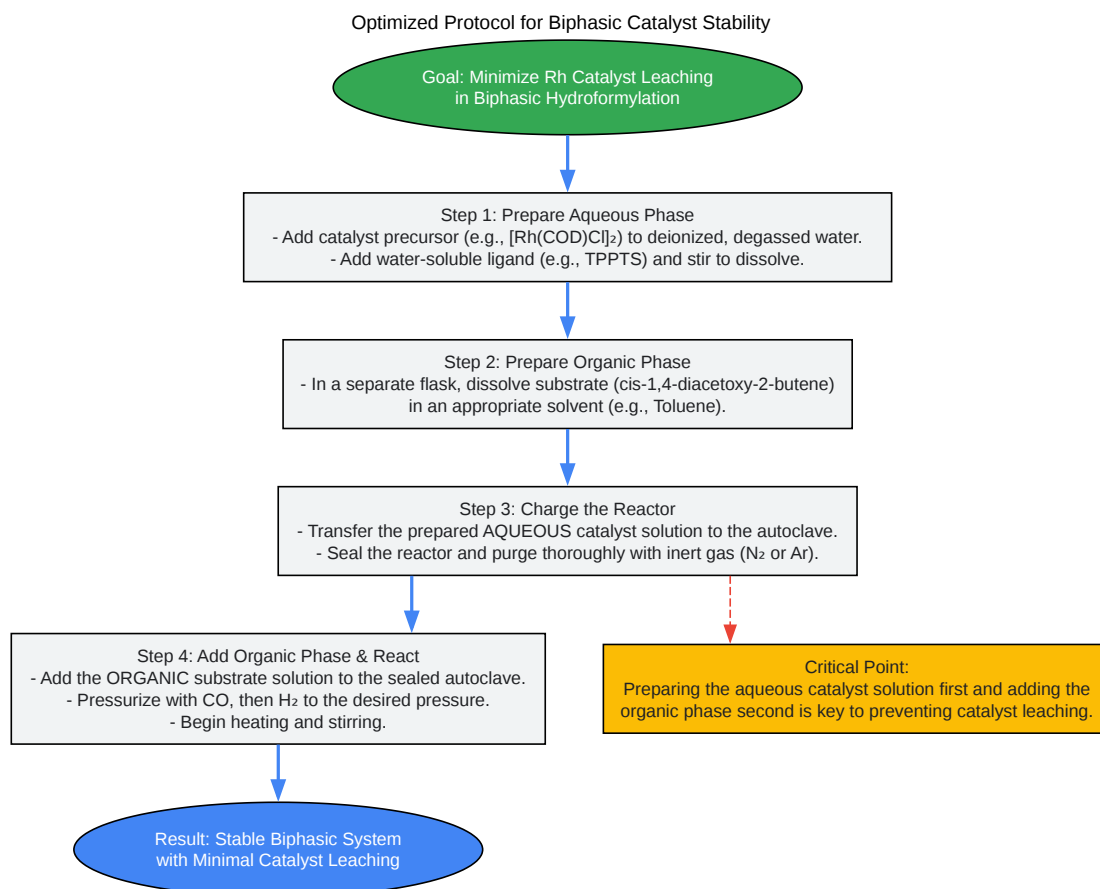 Optimized Protocol for Biphasic Catalyst Stability
Goal: Minimize Rh Catalyst Leaching
in Biphasic Hydroformylation
Step 1: Prepare Aqueous Phase
- Add catalyst precursor (e.g., [Rh(COD)Cl]₂) to deionized, degassed water.
- Add water-soluble ligand (e.g., TPPTS) and stir to dissolve.
Step 2: Prepare Organic Phase
- In a separate flask, dissolve substrate (cis-1,4-diacetoxy-2-butene)
in an appropriate solvent (e.g., Toluene).
Step 3: Charge the Reactor
- Transfer the prepared AQUEOUS catalyst solution to the autoclave.
- Seal the reactor and purge thoroughly with inert gas (N₂ or Ar).
Step 4: Add Organic Phase & React
- Add the ORGANIC substrate solution to the sealed autoclave.
- Pressurize with CO, then H₂ to the desired pressure.
- Begin heating and stirring.
Critical Point:
Preparing the aqueous catalyst solution first and adding the
organic phase second is key to preventing catalyst leaching.
Result: Stable Biphasic System
with Minimal Catalyst Leaching